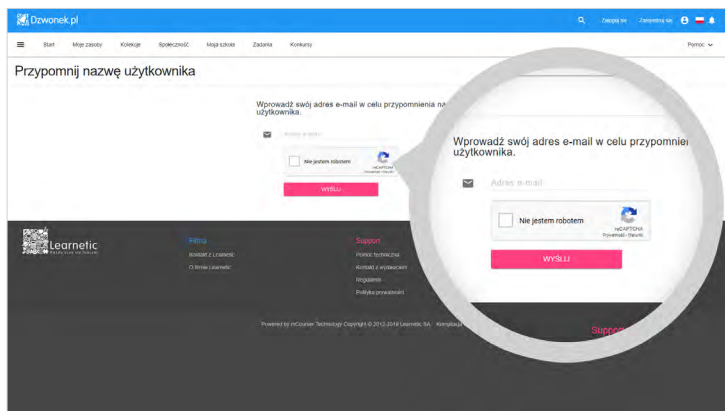 Dzwonek.pl
Zaloguj się Zarejestruj się
Start Moje zasoby Kolekcje Społeczność Moja szkoła Zadania Konkursy Pomoc
Przypomnij nazwę użytkownika
Wprowadź swój adres e-mail w celu przypomnienia na
użytkownika.
Adres e-mail
Nie jestem robotem
reCAPTCHA
Prywatność - Warunki
WYŚLIJ
Wprowadź swój adres e-mail w celu przypomnien
użytkownika.
Adres e-mail
Nie jestem robotem
reCAPTCHA
Prywatność - Warunki
WYŚLIJ
Support
Learnetic
Firma
Kontakt z Learnetic
O firmie Learnetic
Support
Pomoc techniczna
Kontakt z wydawcami
Regulamin
Polityka prywatności
Powered by mCourser Technology Copyright © 2012-2019 Learnetic SA. Kompilacja